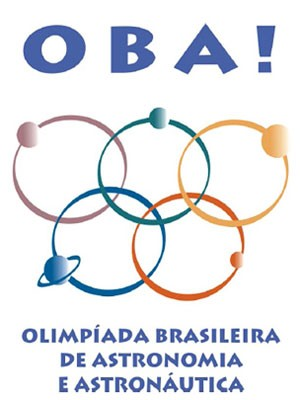 OBA!
OLIMPÍADA BRASILEIRA
DE ASTRONOMIA
E ASTRONÁUTICA